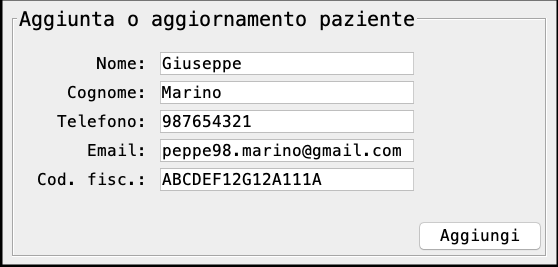 Aggiunta o aggiornamento paziente
Nome: Giuseppe
Cognome: Marino
Telefono: 987654321
Email: peppe98.marino@gmail.com
Cod. fisc.: ABCDEF12G12A111A
Aggiungi